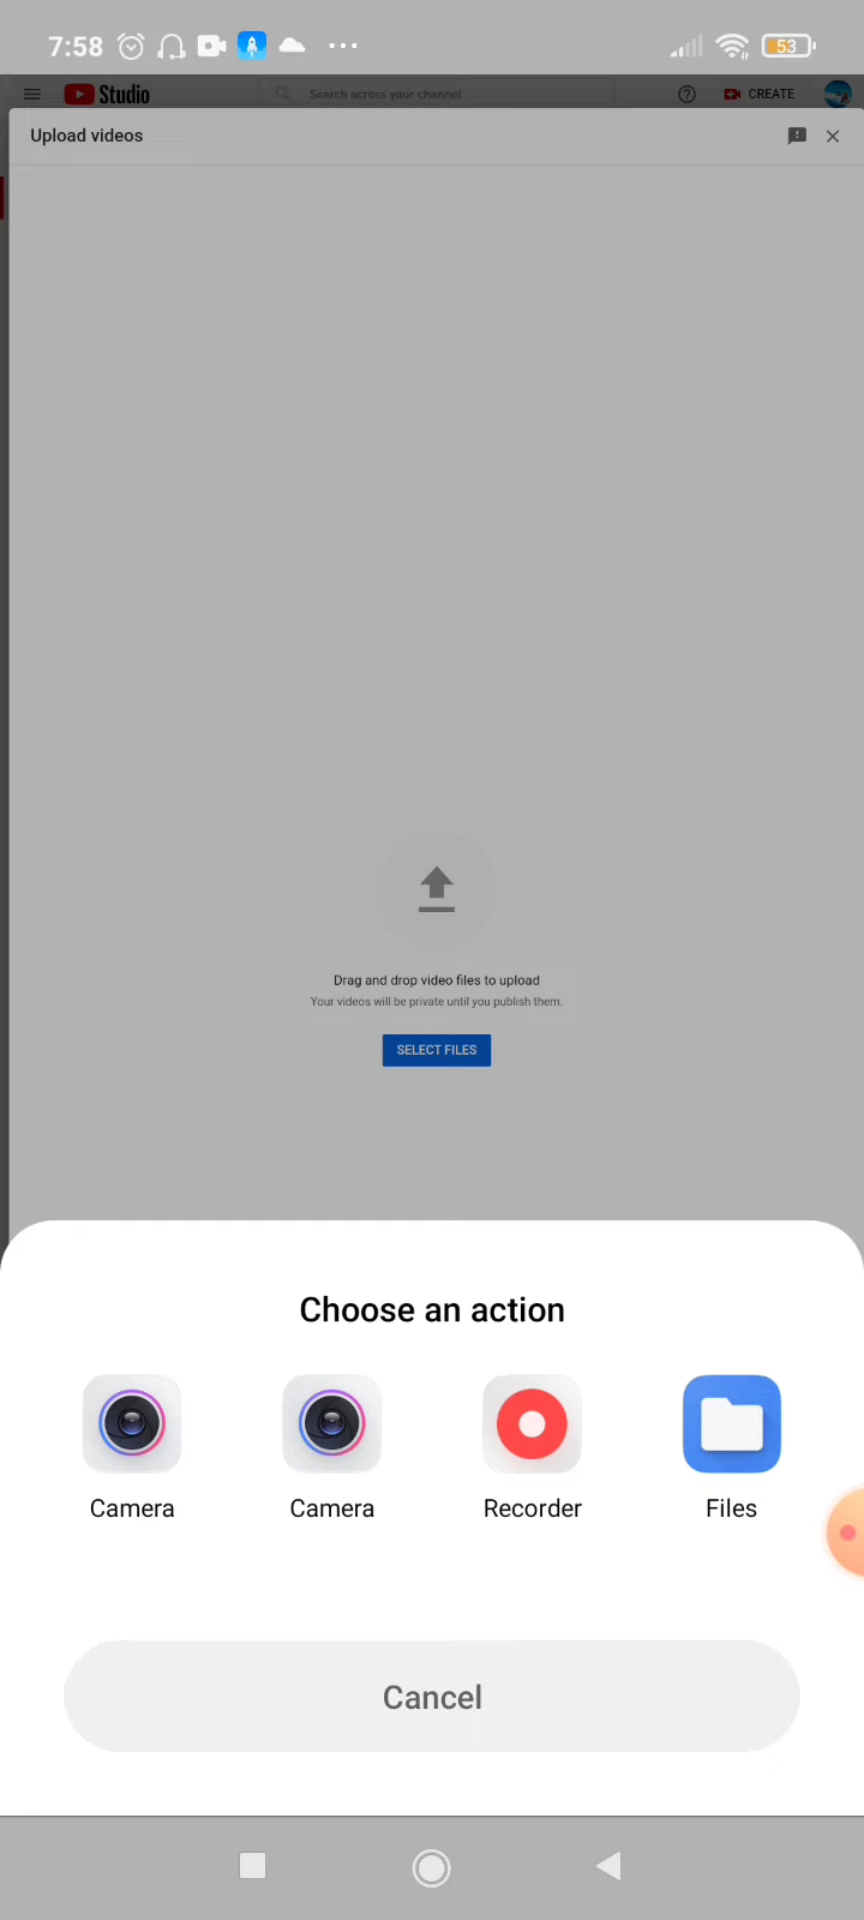 7:58
53
Studio
Search across your channel
CREATE
Upload videos
Drag and drop video files to upload
Your videos will be private until you publish them.
SELECT FILES
Choose an action
Camera
Camera
Recorder
Files
Cancel